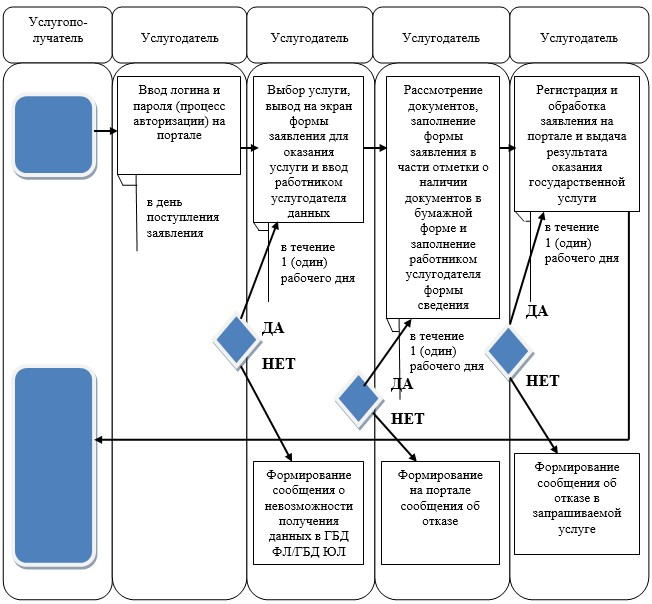 Услугопо-
лучатель
Услугодатель
Услугодатель
Услугодатель
Услугодатель
Ввод логина и
пароля (процесс
авторизации) на
портале
в день
поступления
заявления
Выбор услуги,
вывод на экран
формы
заявления для
оказания
услуги и ввод
работником
услугодателя
данных
в течение
1 (один)
рабочего дня
Рассмотрение
документов,
заполнение
формы
заявления в
части отметки о
наличии
документов в
бумажной
форме и
заполнение
работником
услугодателя
формы
сведения
в течение
1 (один)
рабочего дня
Регистрация и
обработка
заявления на
портале и выдача
результата
оказания
государственной
услуги
в течение
1 (один)
рабочего дня
ДА
НЕТ
ДА
НЕТ
ДА
НЕТ
Формирование
сообщения о
невозможности
получения
данных в ГБД
ФЛ/ГБД ЮЛ
Формирование
на портале
сообщения об
отказе
Формирование
сообщения об
отказе в
запрашиваемой
услуге